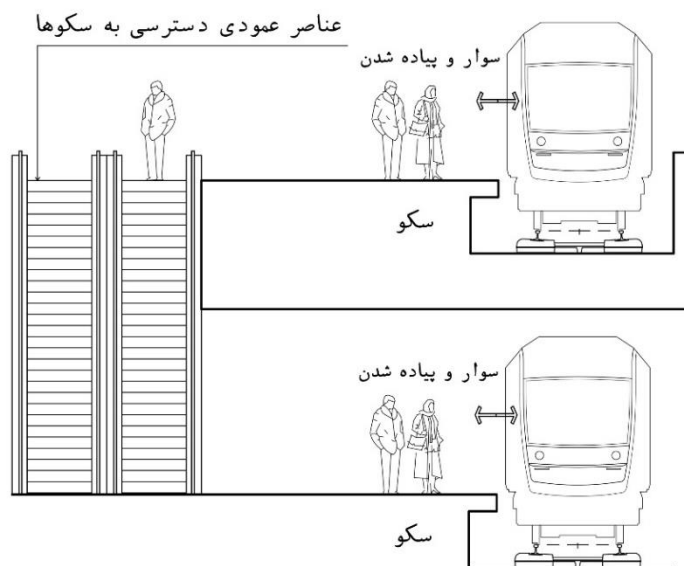 عناصر عمودی دسترسی به سکوها
سوار و پیاده شدن
سکو
سوار و پیاده شدن
سکو